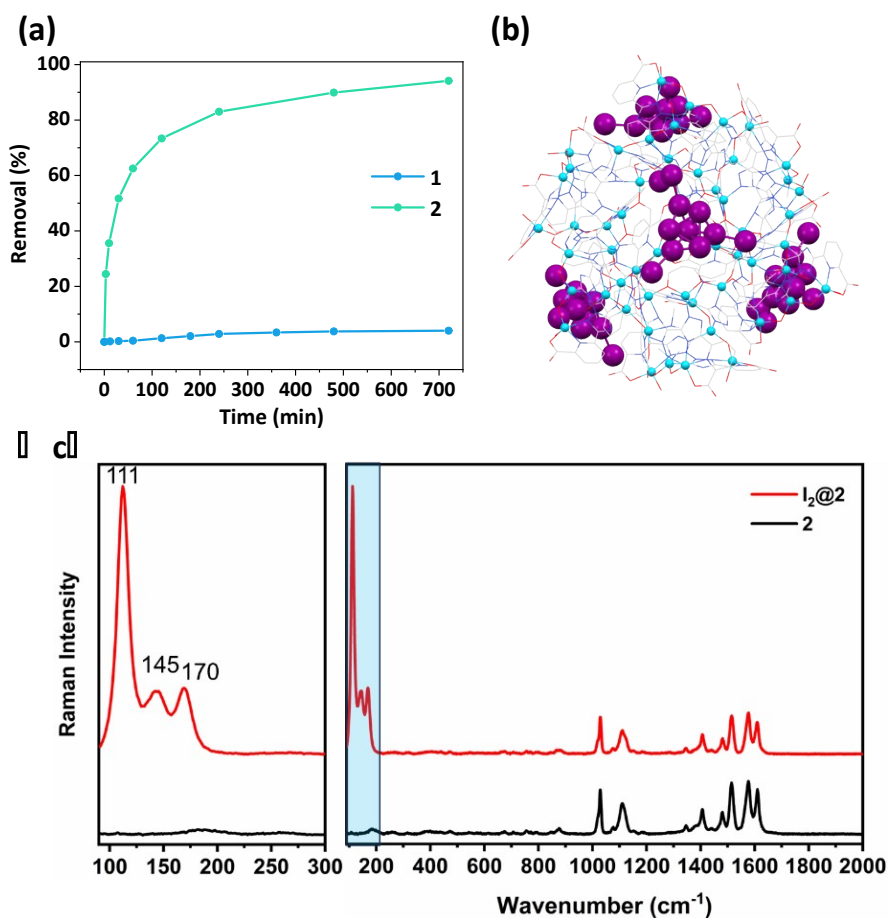 (a)
(b)
100
80
60
40
20
0
Removal (%)
1
2
0 100 200 300 400 500 600 700
Time (min)
c
111
145
170
I₂@2
2
Raman Intensity
100 150 200 250 300
200 400 600 800 1000 1200 1400 1600 1800 2000
Wavenumber (cm⁻¹)